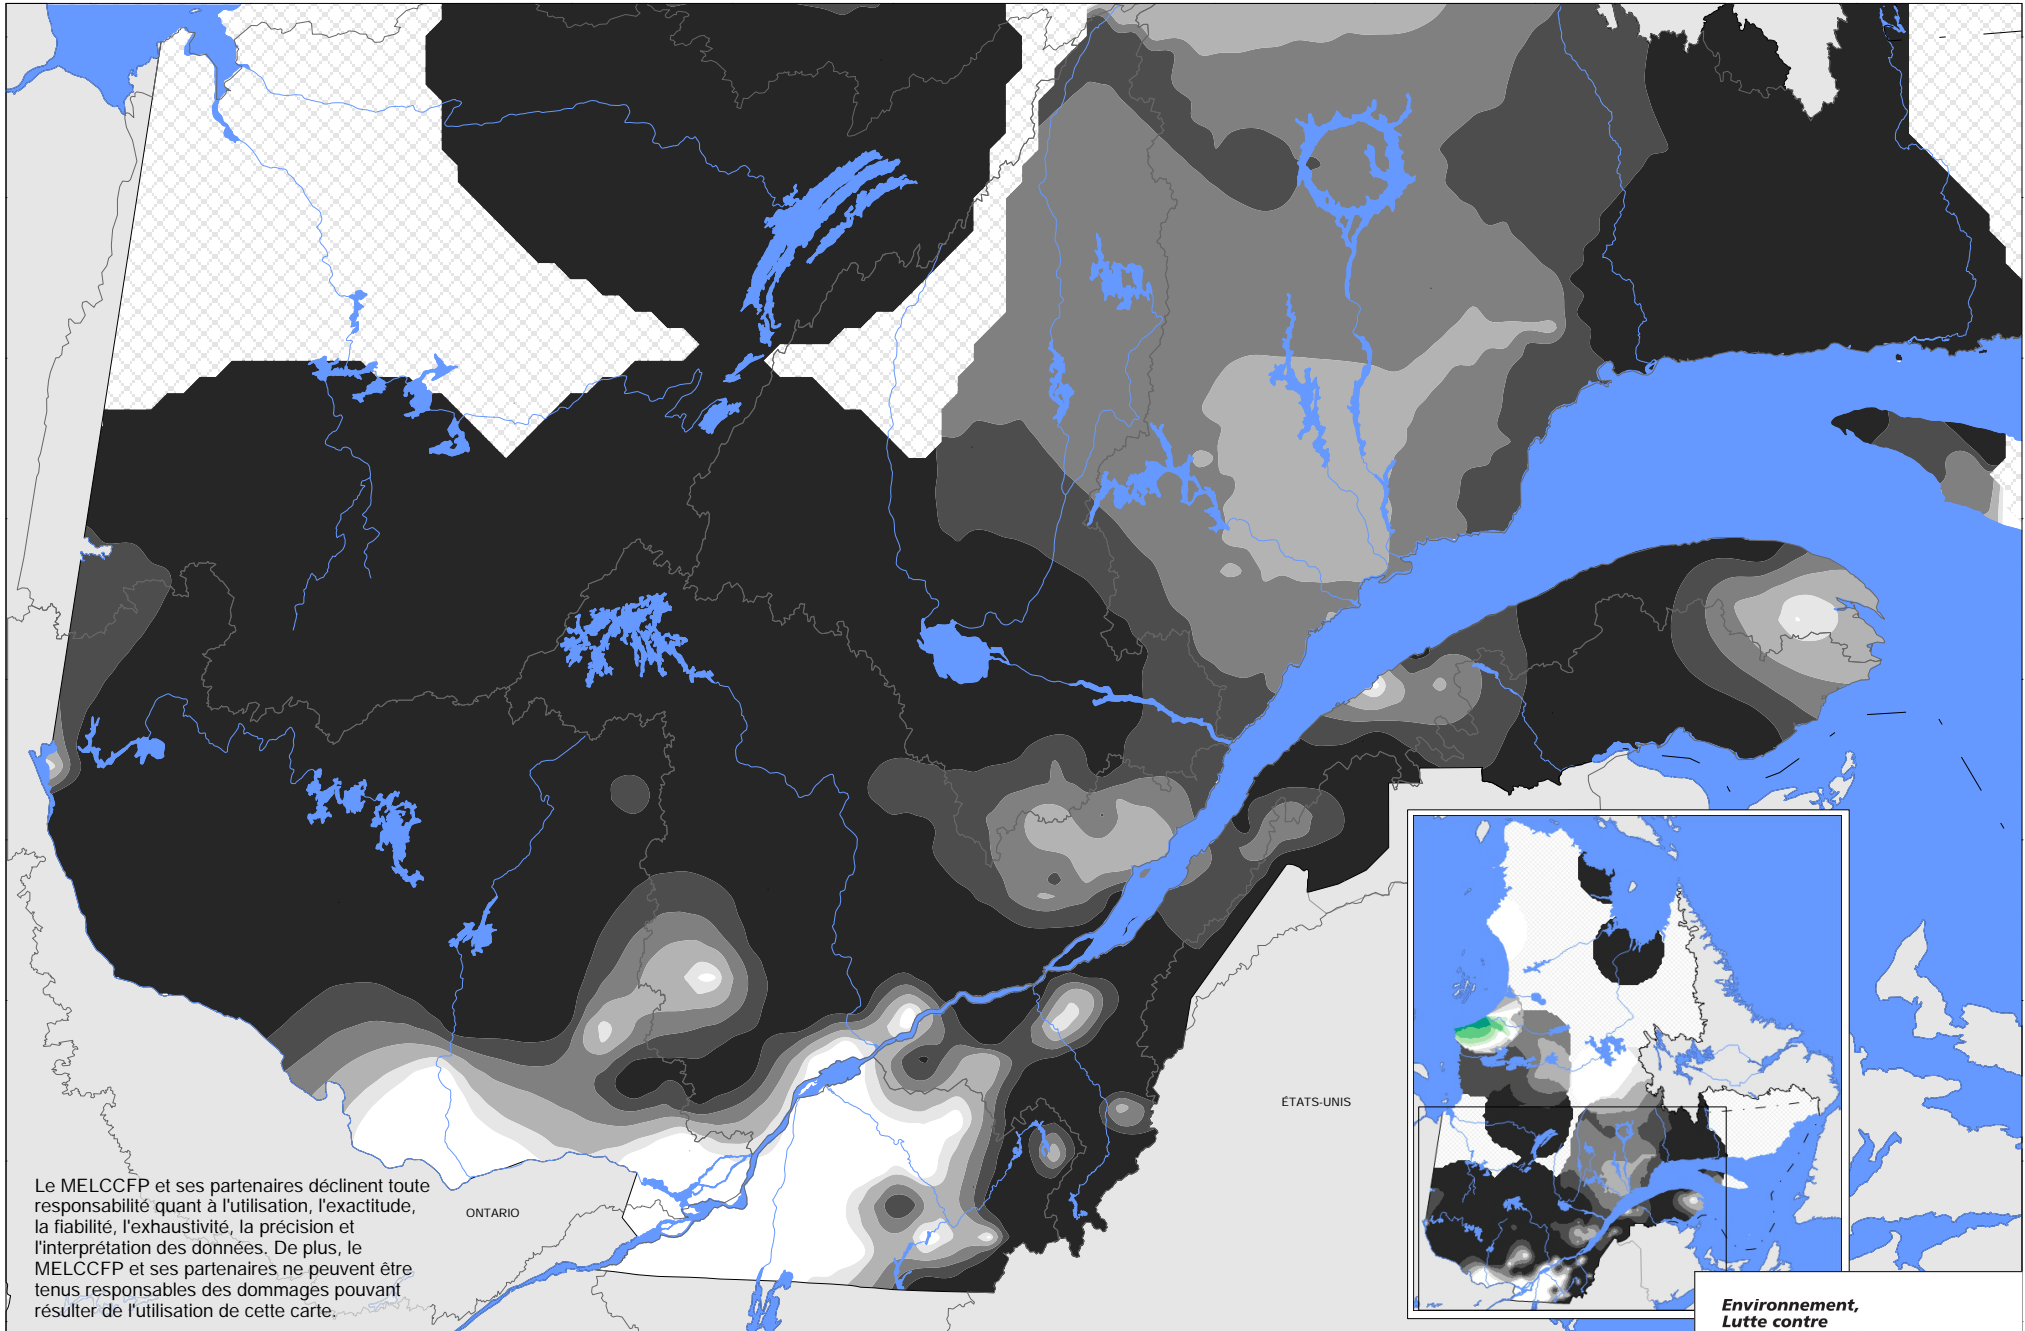 ÉTATS-UNIS
Le MELCCFP et ses partenaires déclinent toute
responsabilité quant à l'utilisation, l'exactitude,
la fiabilité, l'exhaustivité, la précision et
l'interprétation des données. De plus, le
MELCCFP et ses partenaires ne peuvent être
tenus responsables des dommages pouvant
résulter de l'utilisation de cette carte.
ONTARIO
Environnement,
Lutte contre